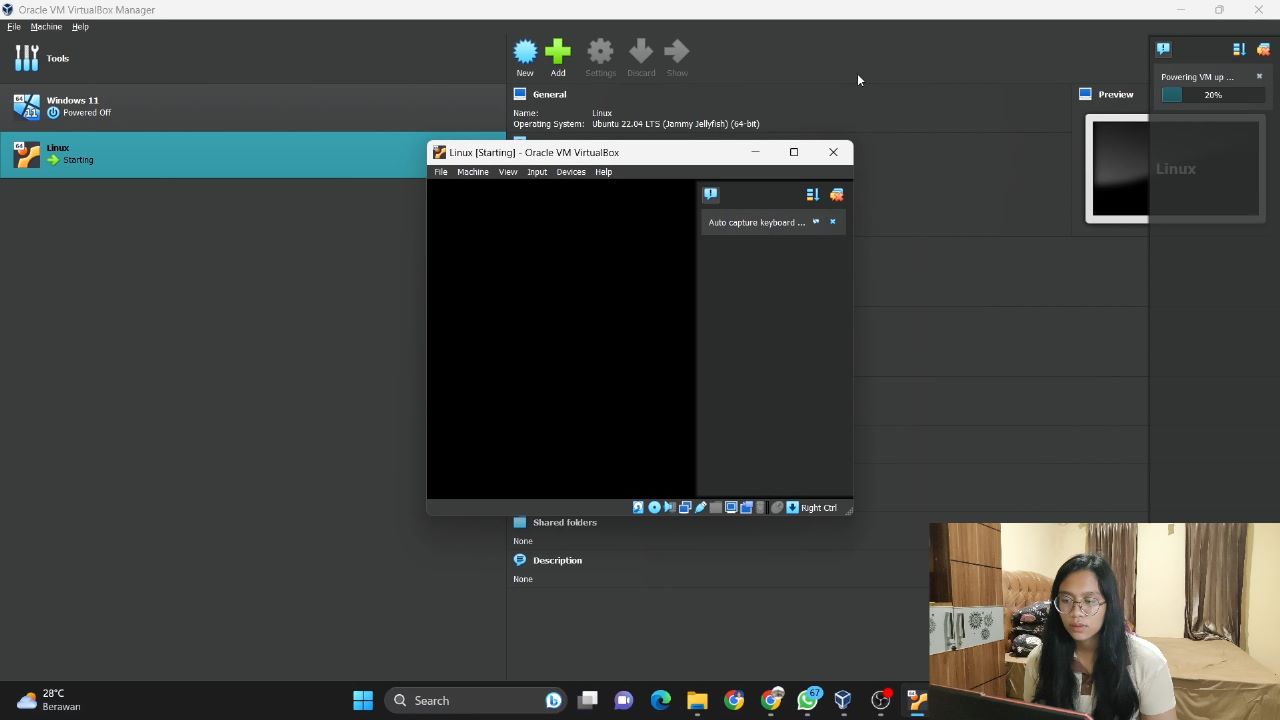 Oracle VM VirtualBox Manager
File Machine Help
Tools
New Add Settings Discard Show
Windows 11
Powered Off
Linux
Starting
General
Name: Linux
Operating System: Ubuntu 22.04 LTS (Jammy Jellyfish) (64-bit)
Preview
Linux
Powering VM up ...
20%
Linux [Starting] - Oracle VM VirtualBox
File Machine View Input Devices Help
Auto capture keyboard ...
Right Ctrl
Shared folders
None
Description
None
28°C
Berawan
Search
67